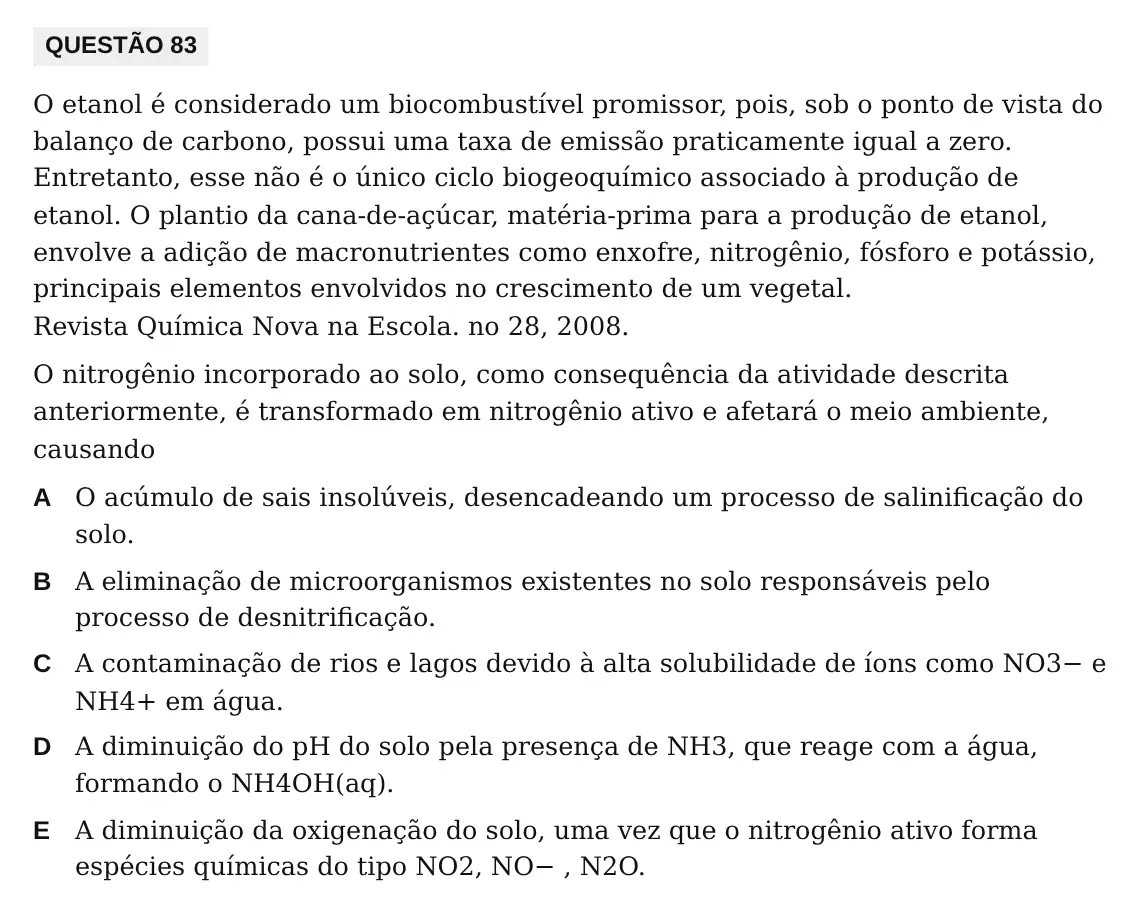 QUESTÃO 83
O etanol é considerado um biocombustível promissor, pois, sob o ponto de vista do
balanço de carbono, possui uma taxa de emissão praticamente igual a zero.
Entretanto, esse não é o único ciclo biogeoquímico associado à produção de
etanol. O plantio da cana-de-açúcar, matéria-prima para a produção de etanol,
envolve a adição de macronutrientes como enxofre, nitrogênio, fósforo e potássio,
principais elementos envolvidos no crescimento de um vegetal.
Revista Química Nova na Escola. no 28, 2008.
O nitrogênio incorporado ao solo, como consequência da atividade descrita
anteriormente, é transformado em nitrogênio ativo e afetará o meio ambiente,
causando
A O acúmulo de sais insolúveis, desencadeando um processo de salinificação do
solo.
B A eliminação de microorganismos existentes no solo responsáveis pelo
processo de desnitrificação.
C A contaminação de rios e lagos devido à alta solubilidade de íons como NO3− e
NH4+ em água.
D A diminuição do pH do solo pela presença de NH3, que reage com a água,
formando o NH4OH(aq).
E A diminuição da oxigenação do solo, uma vez que o nitrogênio ativo forma
espécies químicas do tipo NO2, NO− , N2O.